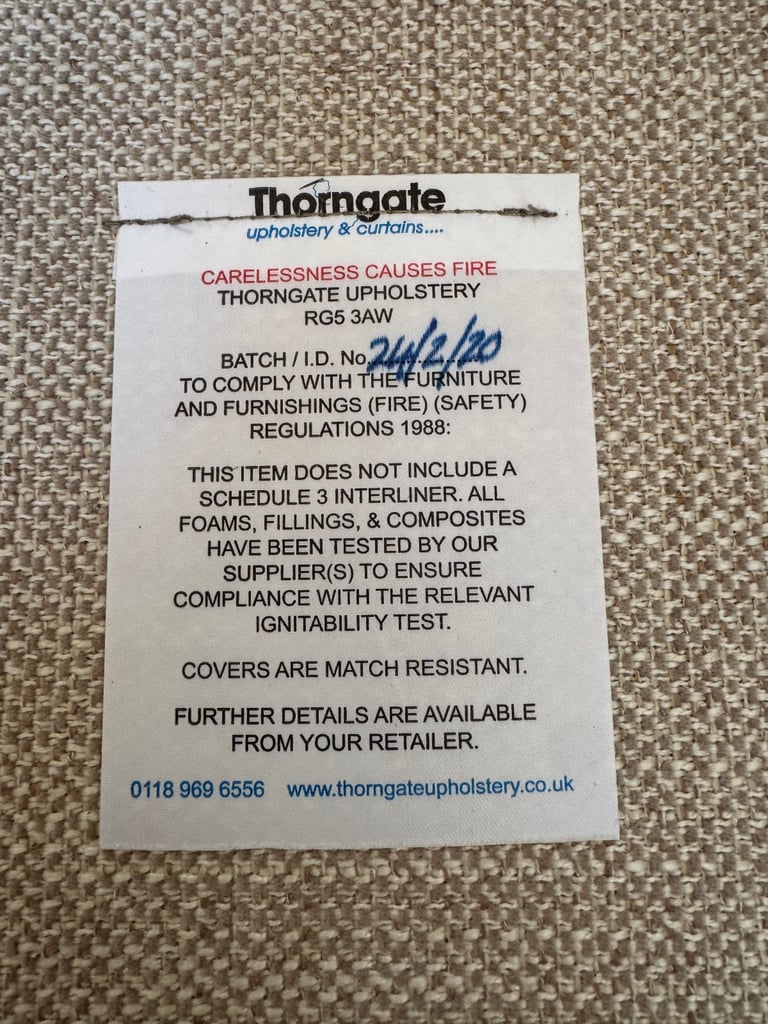 Thorngate
upholstery & curtains....
CARELESSNESS CAUSES FIRE
THORNGATE UPHOLSTERY
RG5 3AW
BATCH / I.D. No. 24/2/20
TO COMPLY WITH THE FURNITURE
AND FURNISHINGS (FIRE) (SAFETY)
REGULATIONS 1988:
THIS ITEM DOES NOT INCLUDE A
SCHEDULE 3 INTERLINER. ALL
FOAMS, FILLINGS, & COMPOSITES
HAVE BEEN TESTED BY OUR
SUPPLIER(S) TO ENSURE
COMPLIANCE WITH THE RELEVANT
IGNITABILITY TEST.
COVERS ARE MATCH RESISTANT.
FURTHER DETAILS ARE AVAILABLE
FROM YOUR RETAILER.
0118 969 6556 www.thorngateupholstery.co.uk